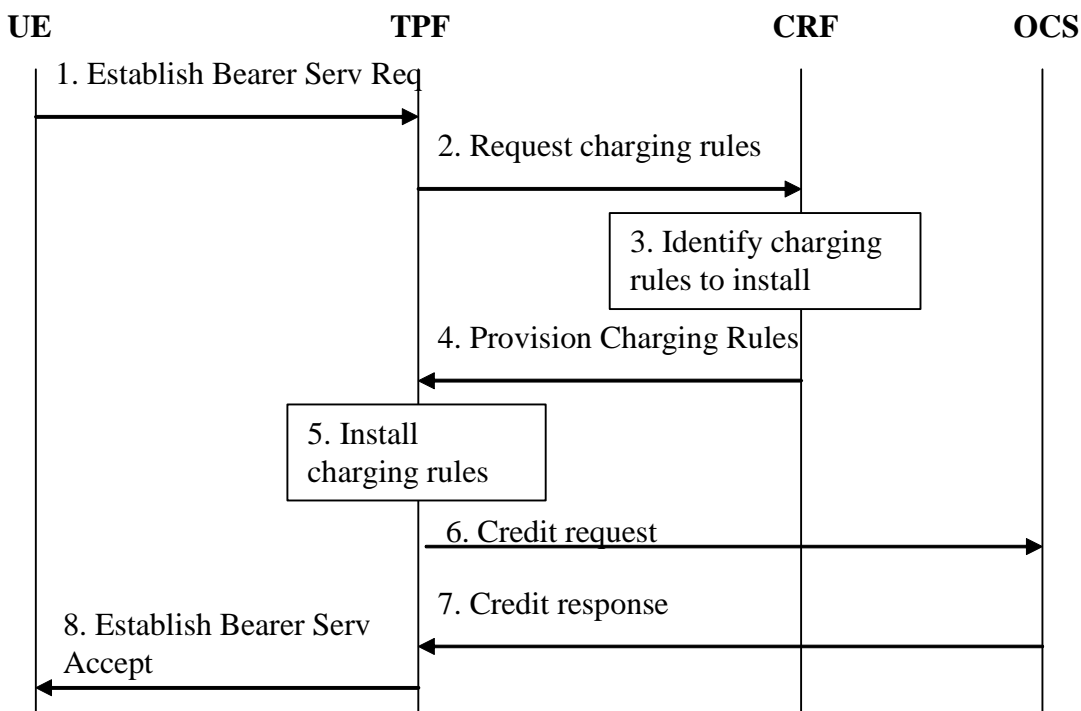 UE TPF CRF OCS
1. Establish Bearer Serv Req
2. Request charging rules
3. Identify charging
rules to install
4. Provision Charging Rules
5. Install
charging rules
6. Credit request
7. Credit response
8. Establish Bearer Serv
Accept